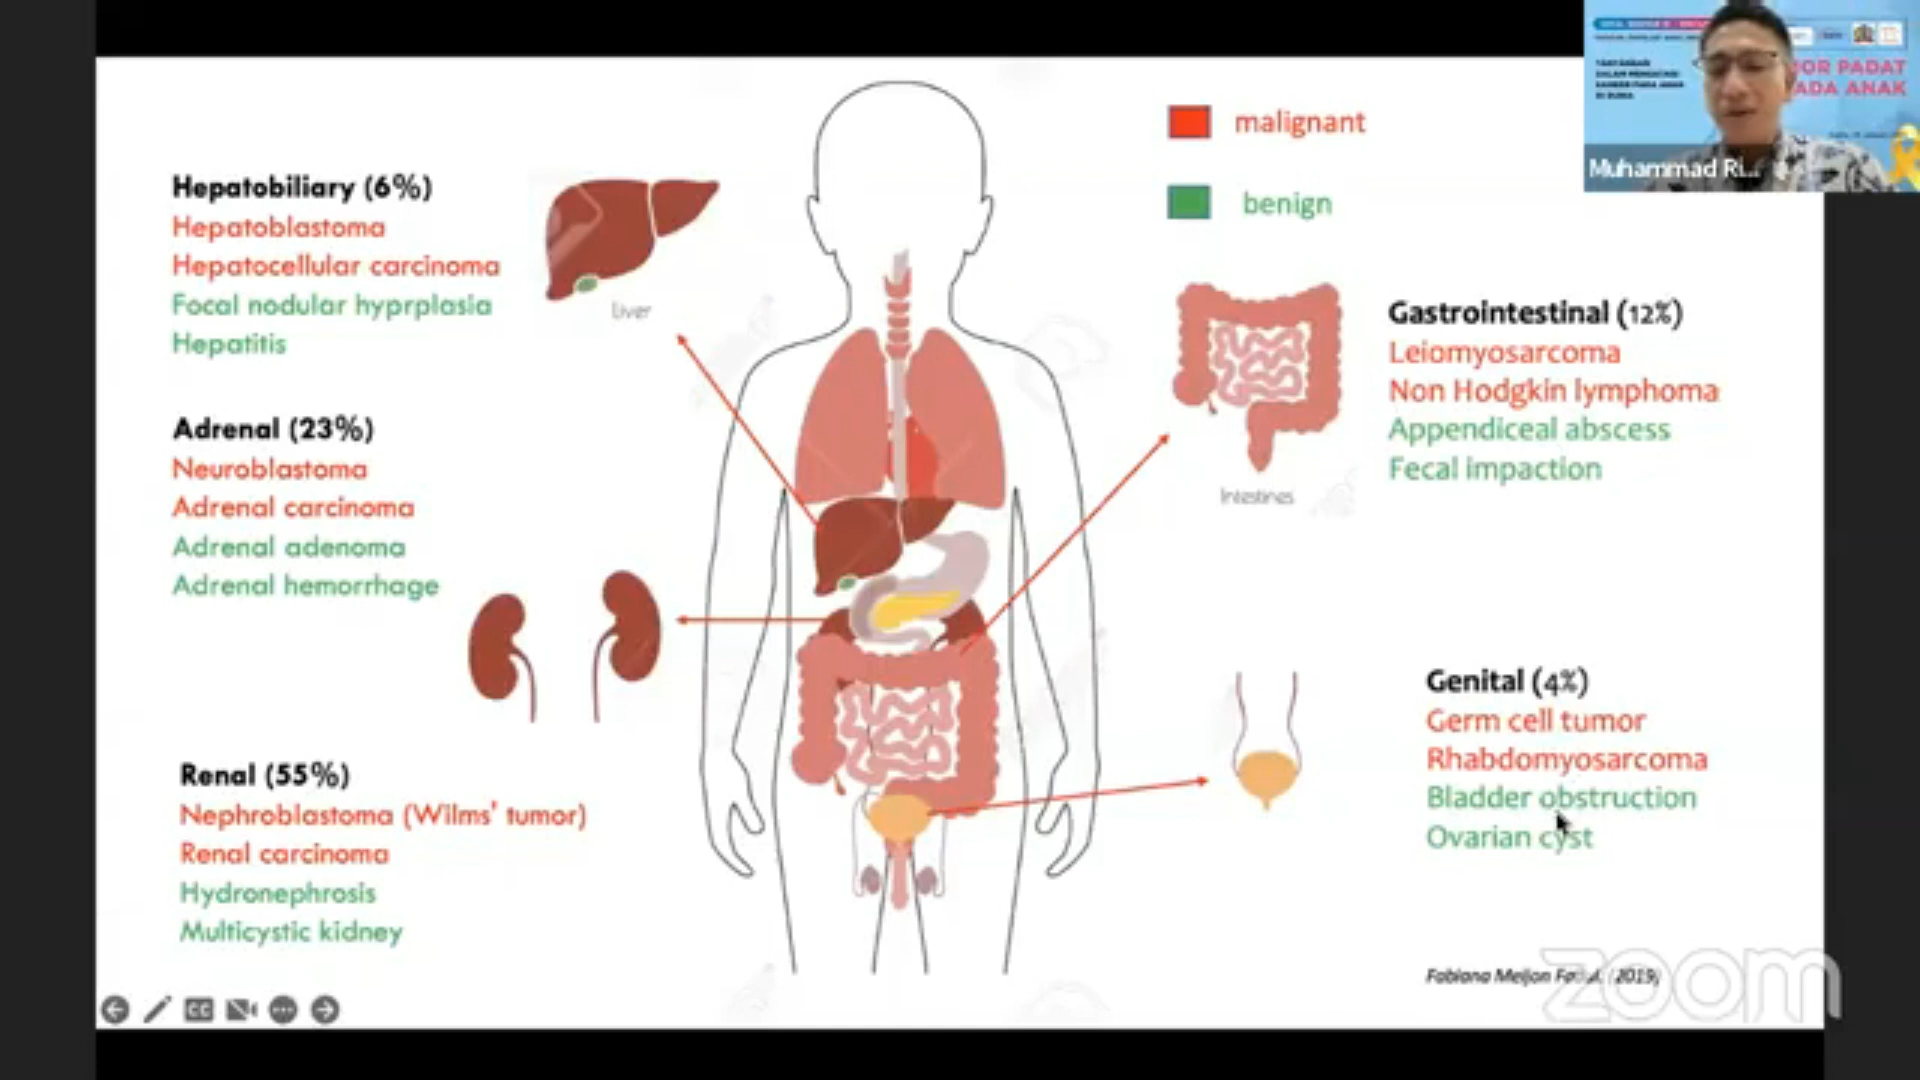 malignant
benign
Hepatobiliary (6%)
Hepatoblastoma
Hepatocellular carcinoma
Focal nodular hyprplasia
Hepatitis
Liver
Adrenal (23%)
Neuroblastoma
Adrenal carcinoma
Adrenal adenoma
Adrenal hemorrhage
Renal (55%)
Nephroblastoma (Wilms' tumor)
Renal carcinoma
Hydronephrosis
Multicystic kidney
Gastrointestinal (12%)
Leiomyosarcoma
Non Hodgkin lymphoma
Appendiceal abscess
Fecal impaction
Intestines
Genital (4%)
Germ cell tumor
Rhabdomyosarcoma
Bladder obstruction
Ovarian cyst
Fabiana Meijon (2019)
zoom
CC
PADAT
ANAK
Muhammad Ri...